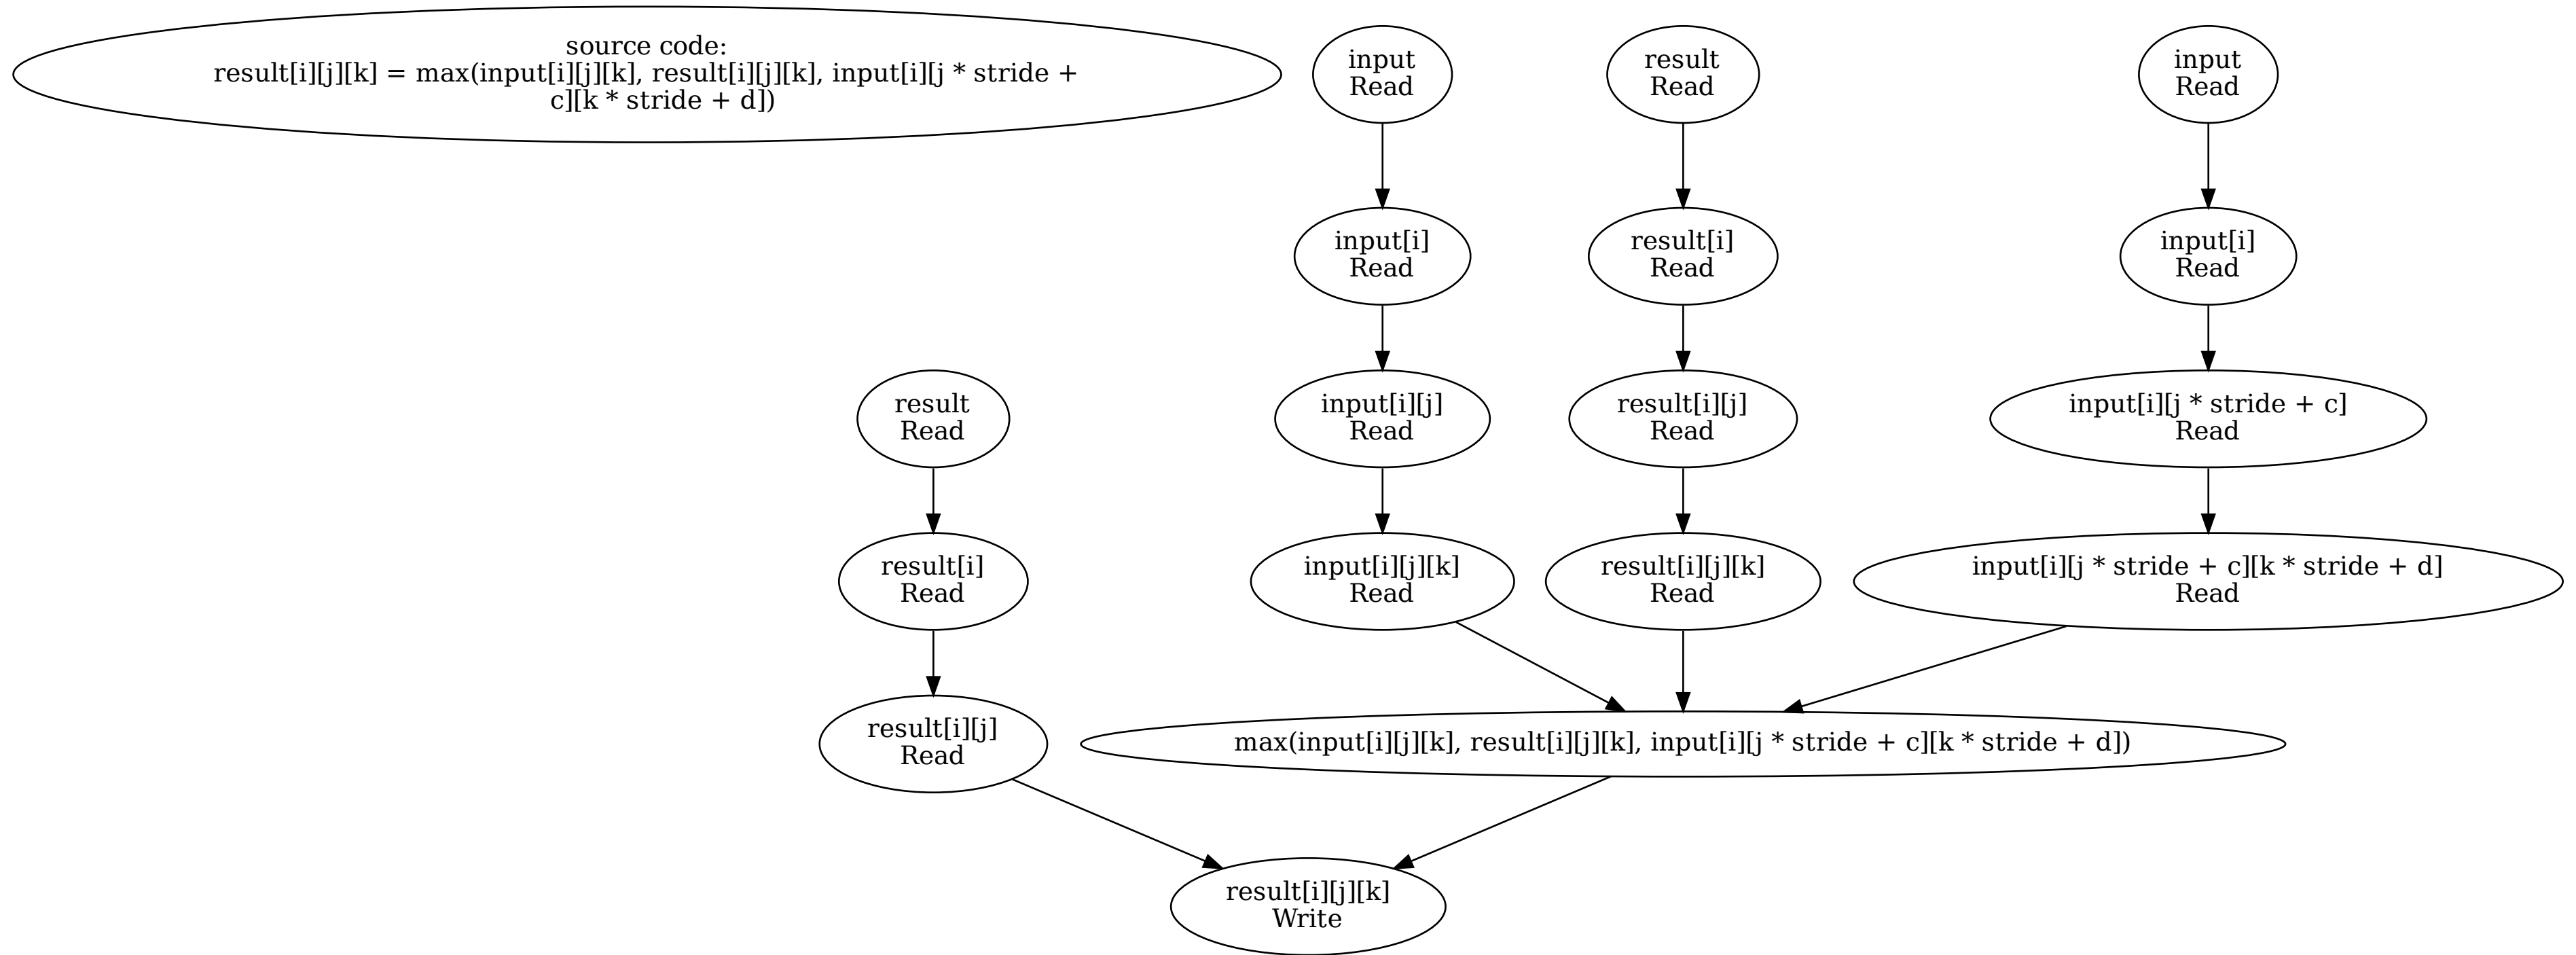 source code:
result[i][j][k] = max(input[i][j][k], result[i][j][k], input[i][j * stride +
c][k * stride + d])
input
Read
result
Read
input
Read
input[i]
Read
result[i]
Read
input[i]
Read
result
Read
input[i][j]
Read
result[i][j]
Read
input[i][j * stride + c]
Read
result[i]
Read
input[i][j][k]
Read
result[i][j][k]
Read
input[i][j * stride + c][k * stride + d]
Read
result[i][j]
Read
max(input[i][j][k], result[i][j][k], input[i][j * stride + c][k * stride + d])
result[i][j][k]
Write